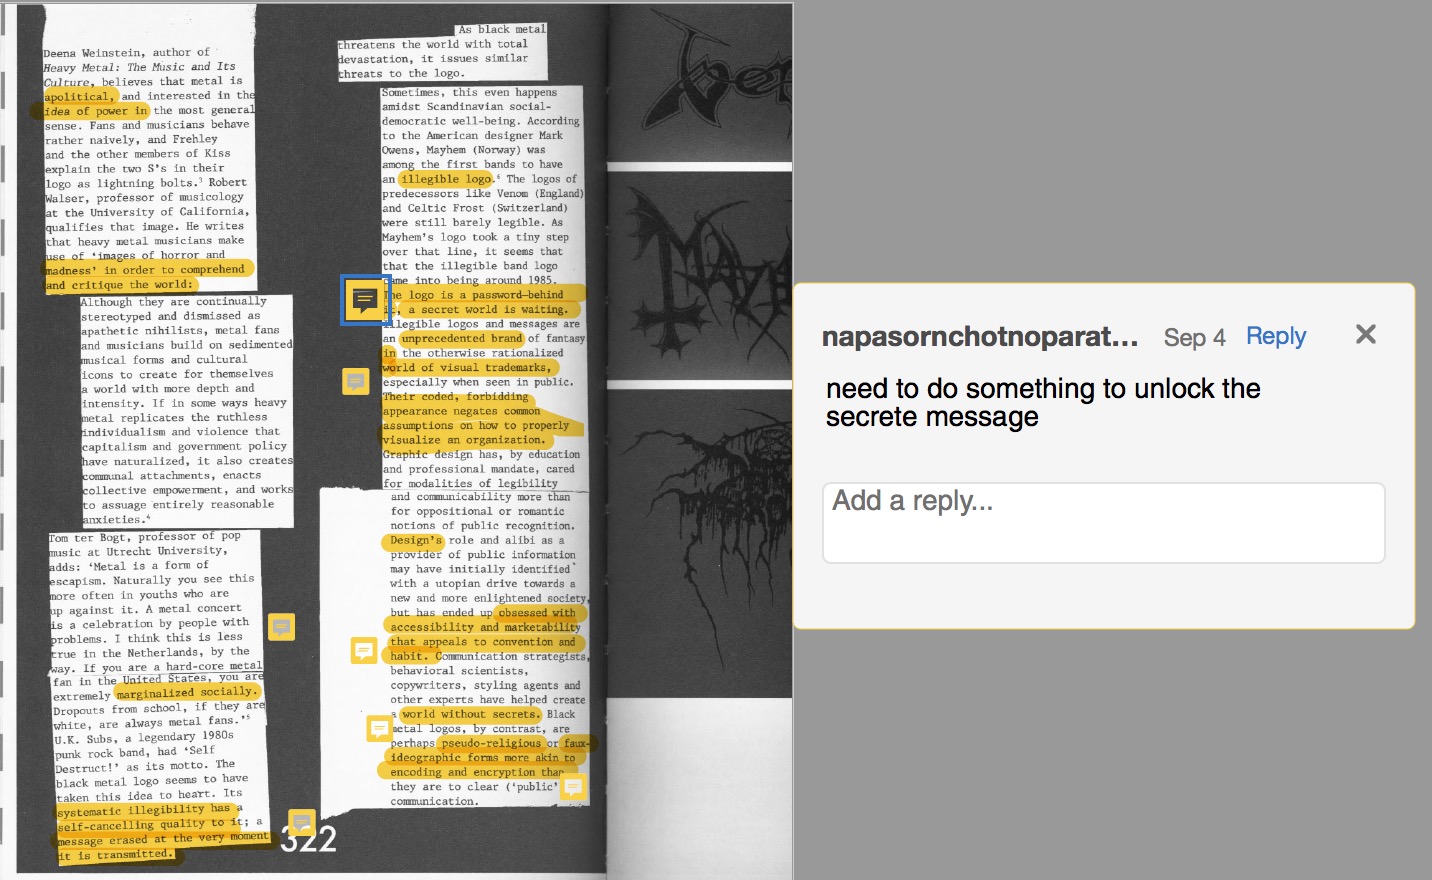 Deena Weinstein, author of
Heavy Metal: The Music and Its
Culture, believes that metal is
apolitical, and interested in the
idea of power in the most general
sense. Fans and musicians behave
rather naively, and Frehley
and the other members of Kiss
explain the two S's in their
logo as lightning bolts.³ Robert
Walser, professor of musicology
at the University of California,
qualifies that image. He writes
that heavy metal musicians make
use of 'images of horror and
madness' in order to comprehend
and critique the world:
Although they are continually
stereotyped and dismissed as
apathetic nihilists, metal fans
and musicians build on sedimented
musical forms and cultural
icons to create for themselves
a world with more depth and
intensity. If in some ways heavy
metal replicates the ruthless
individualism and violence that
capitalism and government policy
have naturalized, it also creates
communal attachments, enacts
collective empowerment, and works
to assuage entirely reasonable
anxieties.⁴
Tom ter Bogt, professor of pop
music at Utrecht University,
adds: 'Metal is a form of
escapism. Naturally you see this
more often in youths who are
up against it. A metal concert
is a celebration by people with
problems. I think this is less
true in the Netherlands, by the
way. If you are a hard-core metal
fan in the United States, you are
extremely marginalized socially.
Dropouts from school, if they are
white, are always metal fans.'⁵
U.K. Subs, a legendary 1980s
punk rock band, had 'Self
Destruct!' as its motto. The
black metal logo seems to have
taken this idea to heart. Its
systematic illegibility has a
self-cancelling quality to it; a
message erased at the very moment
it is transmitted.
322
As black metal
threatens the world with total
devastation, it issues similar
threats to the logo.
Sometimes, this even happens
amidst Scandinavian social-
democratic well-being. According
to the American designer Mark
Owens, Mayhem (Norway) was
among the first bands to have
an illegible logo.⁶ The logos of
predecessors like Venom (England)
and Celtic Frost (Switzerland)
were still barely legible. As
Mayhem's logo took a tiny step
over that line, it seems that
that the illegible band logo
came into being around 1985.
The logo is a password—behind
it, a secret world is waiting.
Illegible logos and messages are
an unprecedented brand of fantasy
in the otherwise rationalized
world of visual trademarks,
especially when seen in public.
Their coded, forbidding
appearance negates common
assumptions on how to properly
visualize an organization.
Graphic design has, by education
and professional mandate, cared
for modalities of legibility
and communicability more than
for oppositional or romantic
notions of public recognition.
Design's role and alibi as a
provider of public information
may have initially identified
with a utopian drive towards a
new and more enlightened society,
but has ended up obsessed with
accessibility and marketability
that appeals to convention and
habit. Communication strategists,
behavioral scientists,
copywriters, styling agents and
other experts have helped create
a world without secrets. Black
metal logos, by contrast, are
perhaps pseudo-religious or faux-
ideographic forms more akin to
encoding and encryption than
they are to clear ('public'
communication.
napasornchotnoparat... Sep 4 Reply
need to do something to unlock the
secrete message
Add a reply...